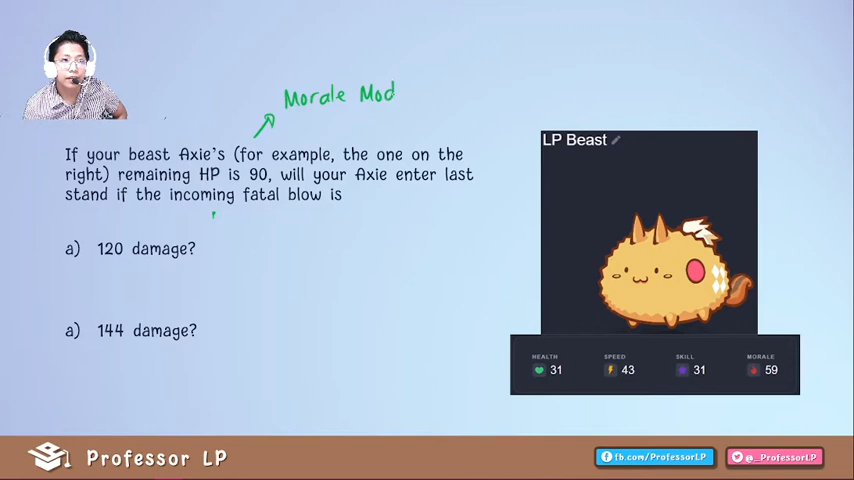 Morale Mod
LP Beast
If your beast Axie's (for example, the one on the
right) remaining HP is 90, will your Axie enter last
stand if the incoming fatal blow is
a) 120 damage?
a) 144 damage?
HEALTH SPEED SKILL MORALE
31 43 31 59
Professor LP
fb.com/ProfessorLP
@_ProfessorLP